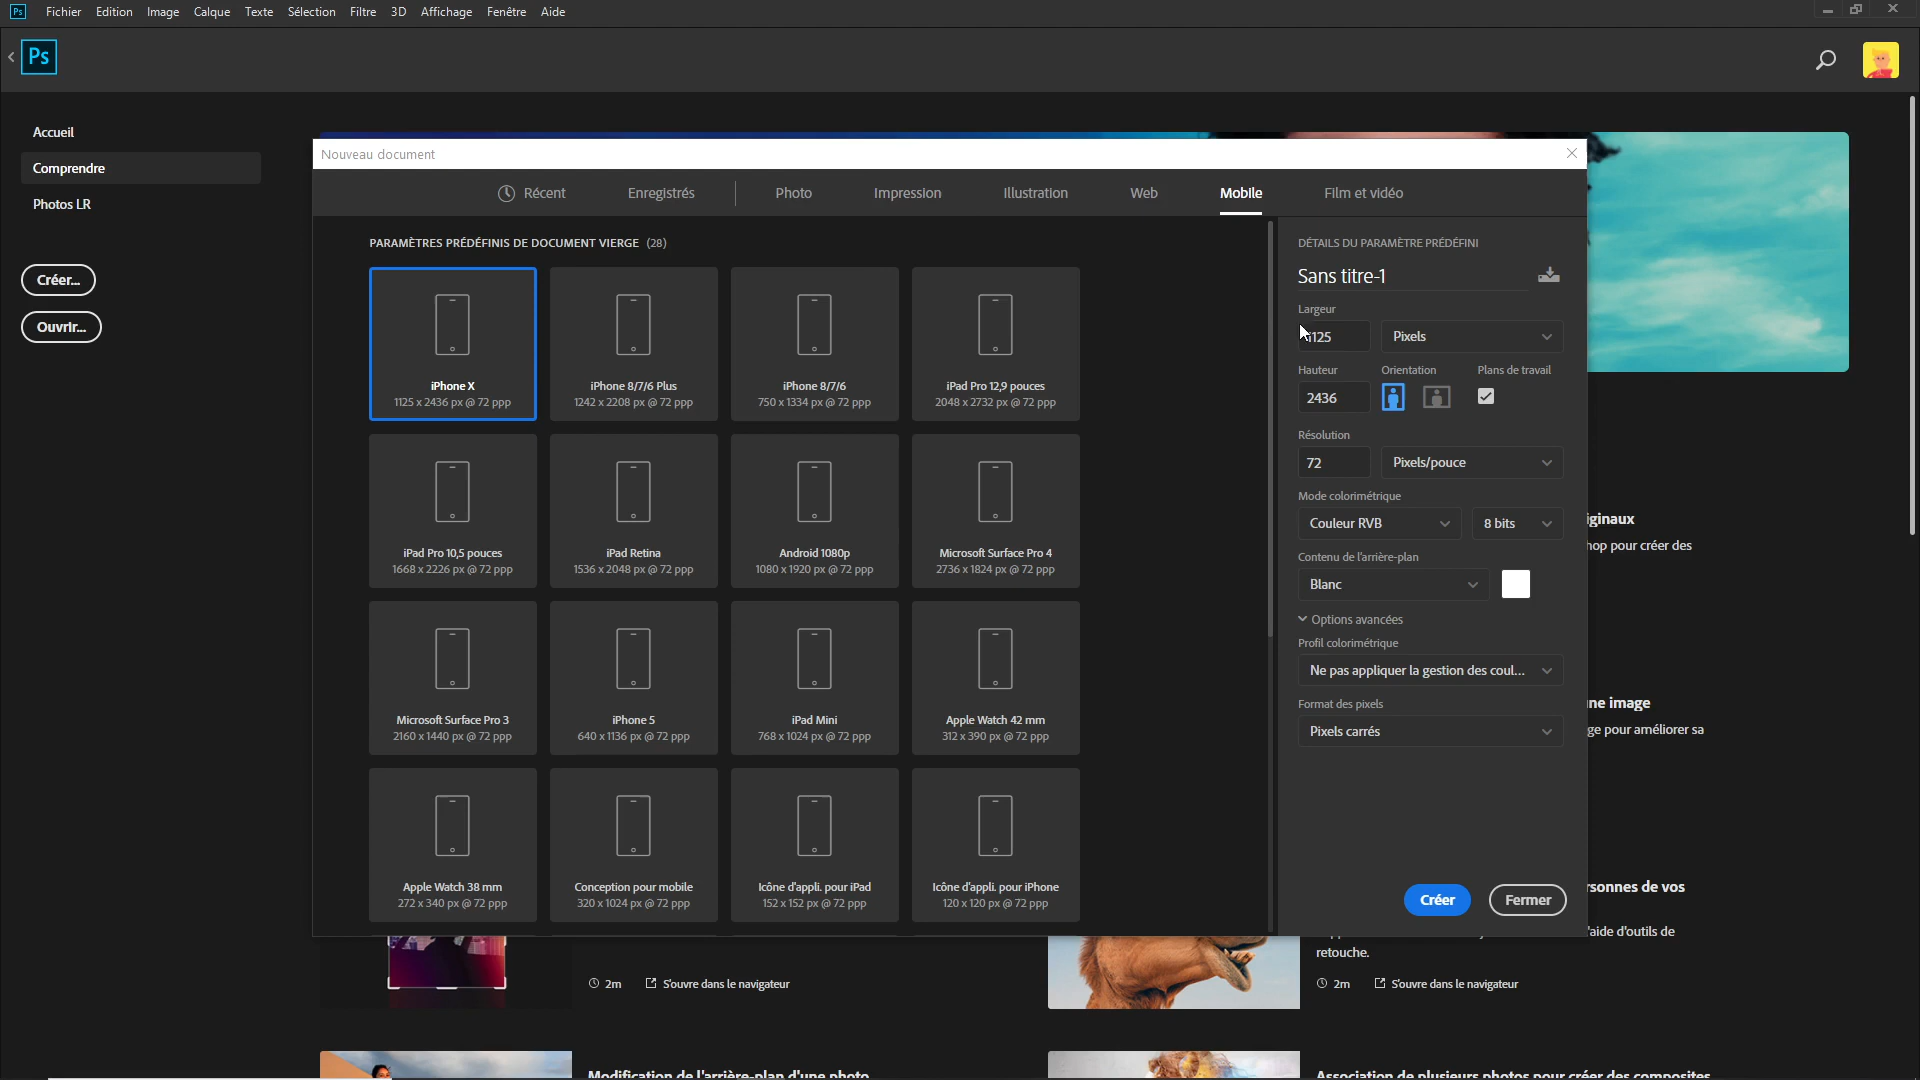 Ps Fichier Edition Image Calque Texte Sélection Filtre 3D Affichage Fenêtre Aide
Ps
Accueil
Comprendre
Photos LR
Créer...
Ouvrir...
Nouveau document
Récent Enregistrés Photo Impression Illustration Web Mobile Film et vidéo
PARAMÈTRES PRÉDÉFINIS DE DOCUMENT VIERGE (28)
iPhone X
1125 x 2436 px @ 72 ppp
iPhone 8/7/6 Plus
1242 x 2208 px @ 72 ppp
iPhone 8/7/6
750 x 1334 px @ 72 ppp
iPad Pro 12,9 pouces
2048 x 2732 px @ 72 ppp
iPad Pro 10,5 pouces
1668 x 2226 px @ 72 ppp
iPad Retina
1536 x 2048 px @ 72 ppp
Android 1080p
1080 x 1920 px @ 72 ppp
Microsoft Surface Pro 4
2736 x 1824 px @ 72 ppp
Microsoft Surface Pro 3
2160 x 1440 px @ 72 ppp
iPhone 5
640 x 1136 px @ 72 ppp
iPad Mini
768 x 1024 px @ 72 ppp
Apple Watch 42 mm
312 x 390 px @ 72 ppp
Apple Watch 38 mm
272 x 340 px @ 72 ppp
Conception pour mobile
320 x 1024 px @ 72 ppp
Icône d'appli. pour iPad
152 x 152 px @ 72 ppp
Icône d'appli. pour iPhone
120 x 120 px @ 72 ppp
DÉTAILS DU PARAMÈTRE PRÉDÉFINI
Sans titre-1
Largeur
1125 Pixels
Hauteur Orientation Plans de travail
2436
Résolution
72 Pixels/pouce
Mode colorimétrique
Couleur RVB 8 bits
Contenu de l'arrière-plan
Blanc
Options avancées
Profil colorimétrique
Ne pas appliquer la gestion des coul...
Format des pixels
Pixels carrés
Créer Fermer
iginaux
hop pour créer des
ne image
ge pour améliorer sa
rsonnes de vos
'aide d'outils de
retouche.
2m S'ouvre dans le navigateur
2m S'ouvre dans le navigateur
Modification de l'arrière-plan d'une photo
Association de plusieurs photos pour créer des composites